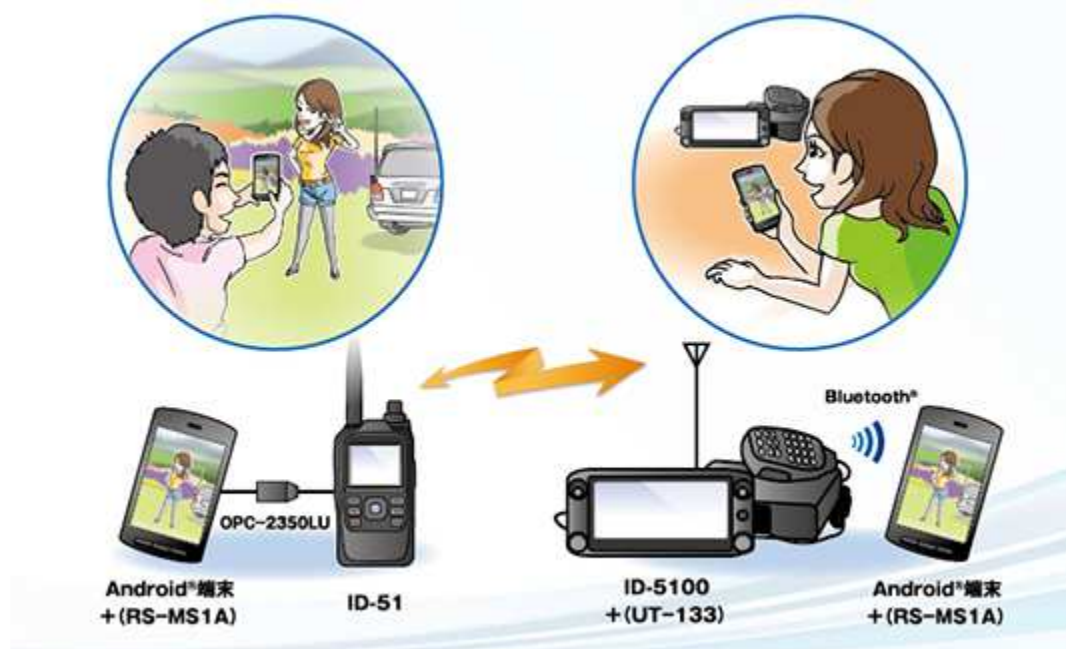 Bluetooth®
OPC-2350LU
Android®端末
+(RS-MS1A)
ID-51
ID-5100
+(UT-133)
Android®端末
+(RS-MS1A)